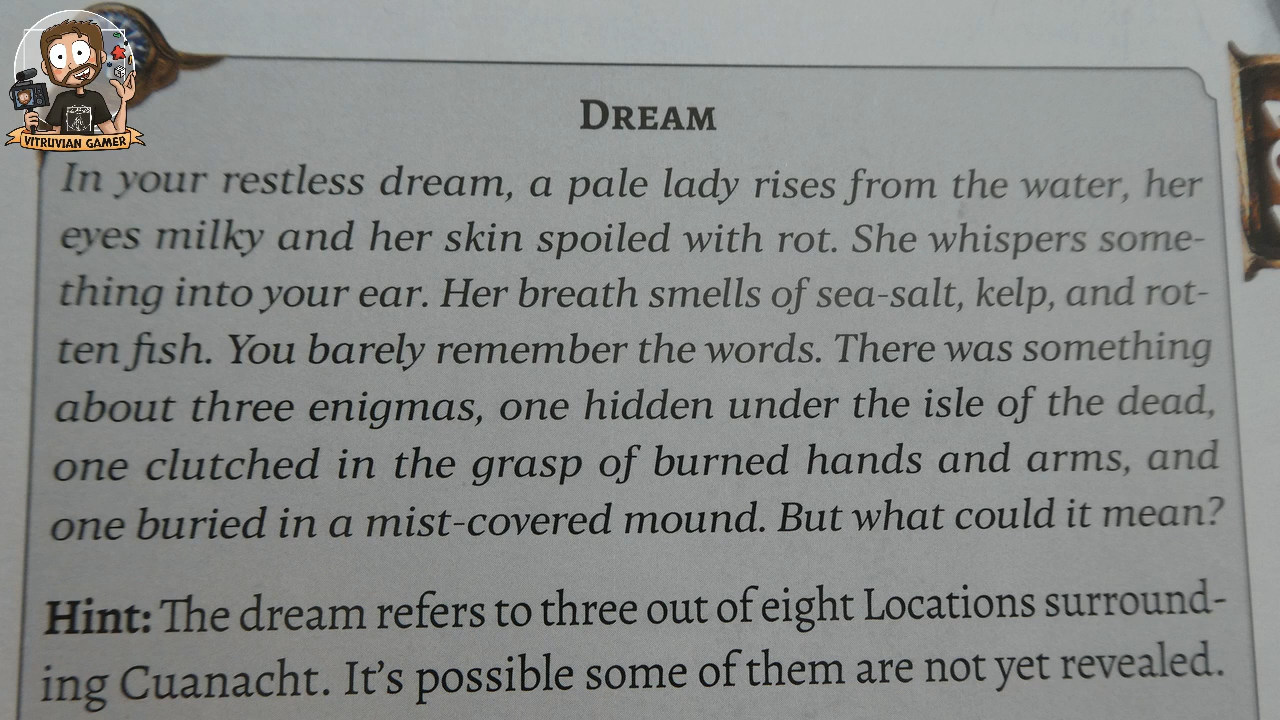 VITRUVIAN GAMER
DREAM
In your restless dream, a pale lady rises from the water, her
eyes milky and her skin spoiled with rot. She whispers some-
thing into your ear. Her breath smells of sea-salt, kelp, and rot-
ten fish. You barely remember the words. There was something
about three enigmas, one hidden under the isle of the dead,
one clutched in the grasp of burned hands and arms, and
one buried in a mist-covered mound. But what could it mean?
Hint: The dream refers to three out of eight Locations surround-
ing Cuanacht. It's possible some of them are not yet revealed.